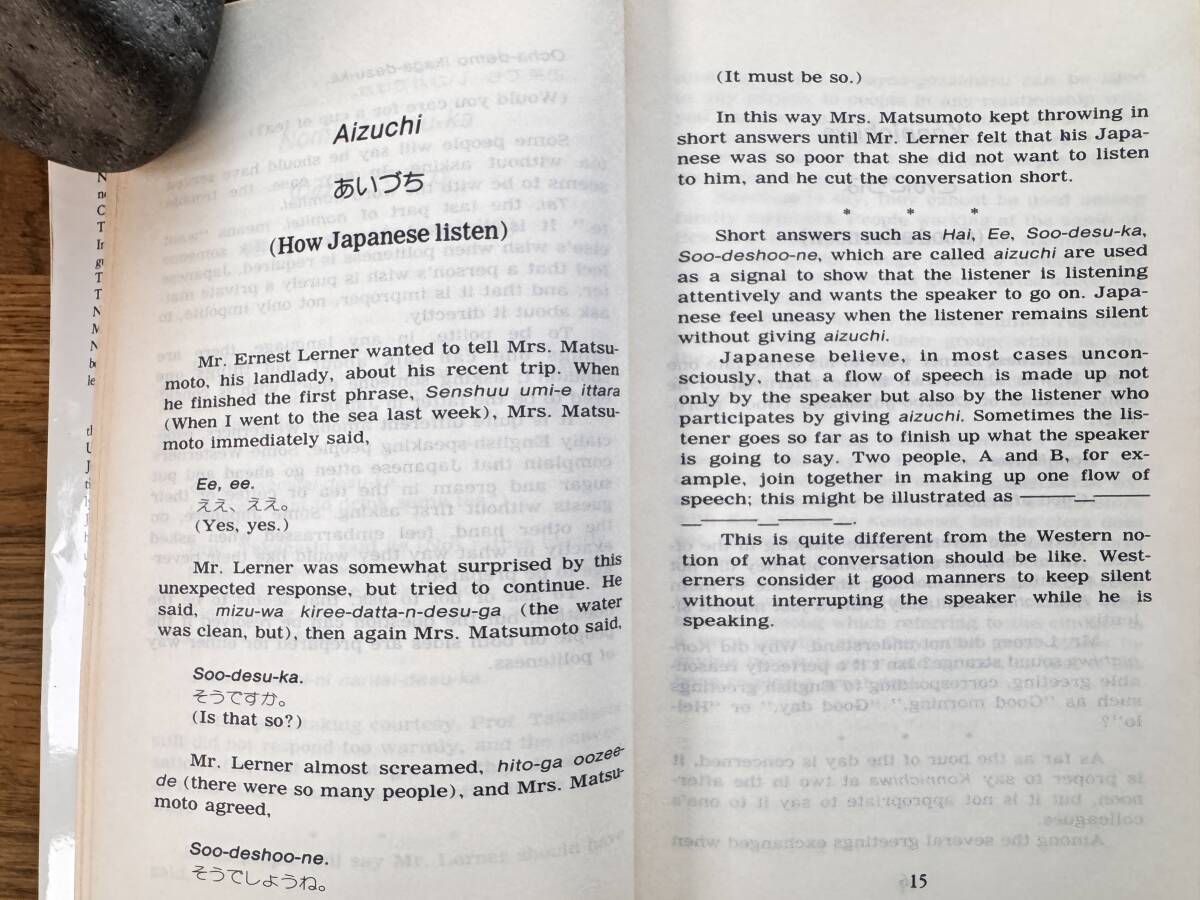 Aizuchi
あいづち
(How Japanese listen)
Mr. Ernest Lerner wanted to tell Mrs. Matsu-
moto, his landlady, about his recent trip. When
he finished the first phrase, Senshuu umi-e ittara
(When I went to the sea last week), Mrs. Matsu-
moto immediately said,
Ee, ee.
ええ、ええ。
(Yes, yes.)
Mr. Lerner was somewhat surprised by this
unexpected response, but tried to continue. He
said, mizu-wa kiree-datta-n-desu-ga (the water
was clean, but), then again Mrs. Matsumoto said,
Soo-desu-ka.
そうですか。
(Is that so?)
Mr. Lerner almost screamed, hito-ga oozee-
de (there were so many people), and Mrs. Matsu-
moto agreed,
Soo-deshoo-ne.
そうでしようね。
(It must be so.)
In this way Mrs. Matsumoto kept throwing in
short answers until Mr. Lerner felt that his Japa-
nese was so poor that she did not want to listen
to him, and he cut the conversation short.
* * *
Short answers such as Hai, Ee, Soo-desu-ka,
Soo-deshoo-ne, which are called aizuchi are used
as a signal to show that the listener is listening
attentively and wants the speaker to go on. Japa-
nese feel uneasy when the listener remains silent
without giving aizuchi.
Japanese believe, in most cases uncon-
sciously, that a flow of speech is made up not
only by the speaker but also by the listener who
participates by giving aizuchi. Sometimes the lis-
tener goes so far as to finish up what the speaker
is going to say. Two people, A and B, for ex-
ample, join together in making up one flow of
speech; this might be illustrated as
This is quite different from the Western no-
tion of what conversation should be like. West-
erners consider it good manners to keep silent
without interrupting the speaker while he is
speaking.
15